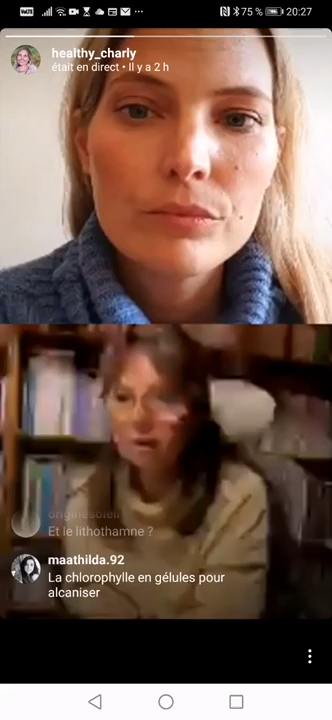 75 %
20:27
healthy_charly
était en direct • Il y a 2 h
originesoleil
Et le lithothamne ?
maathilda.92
La chlorophylle en gélules pour
alcaniser